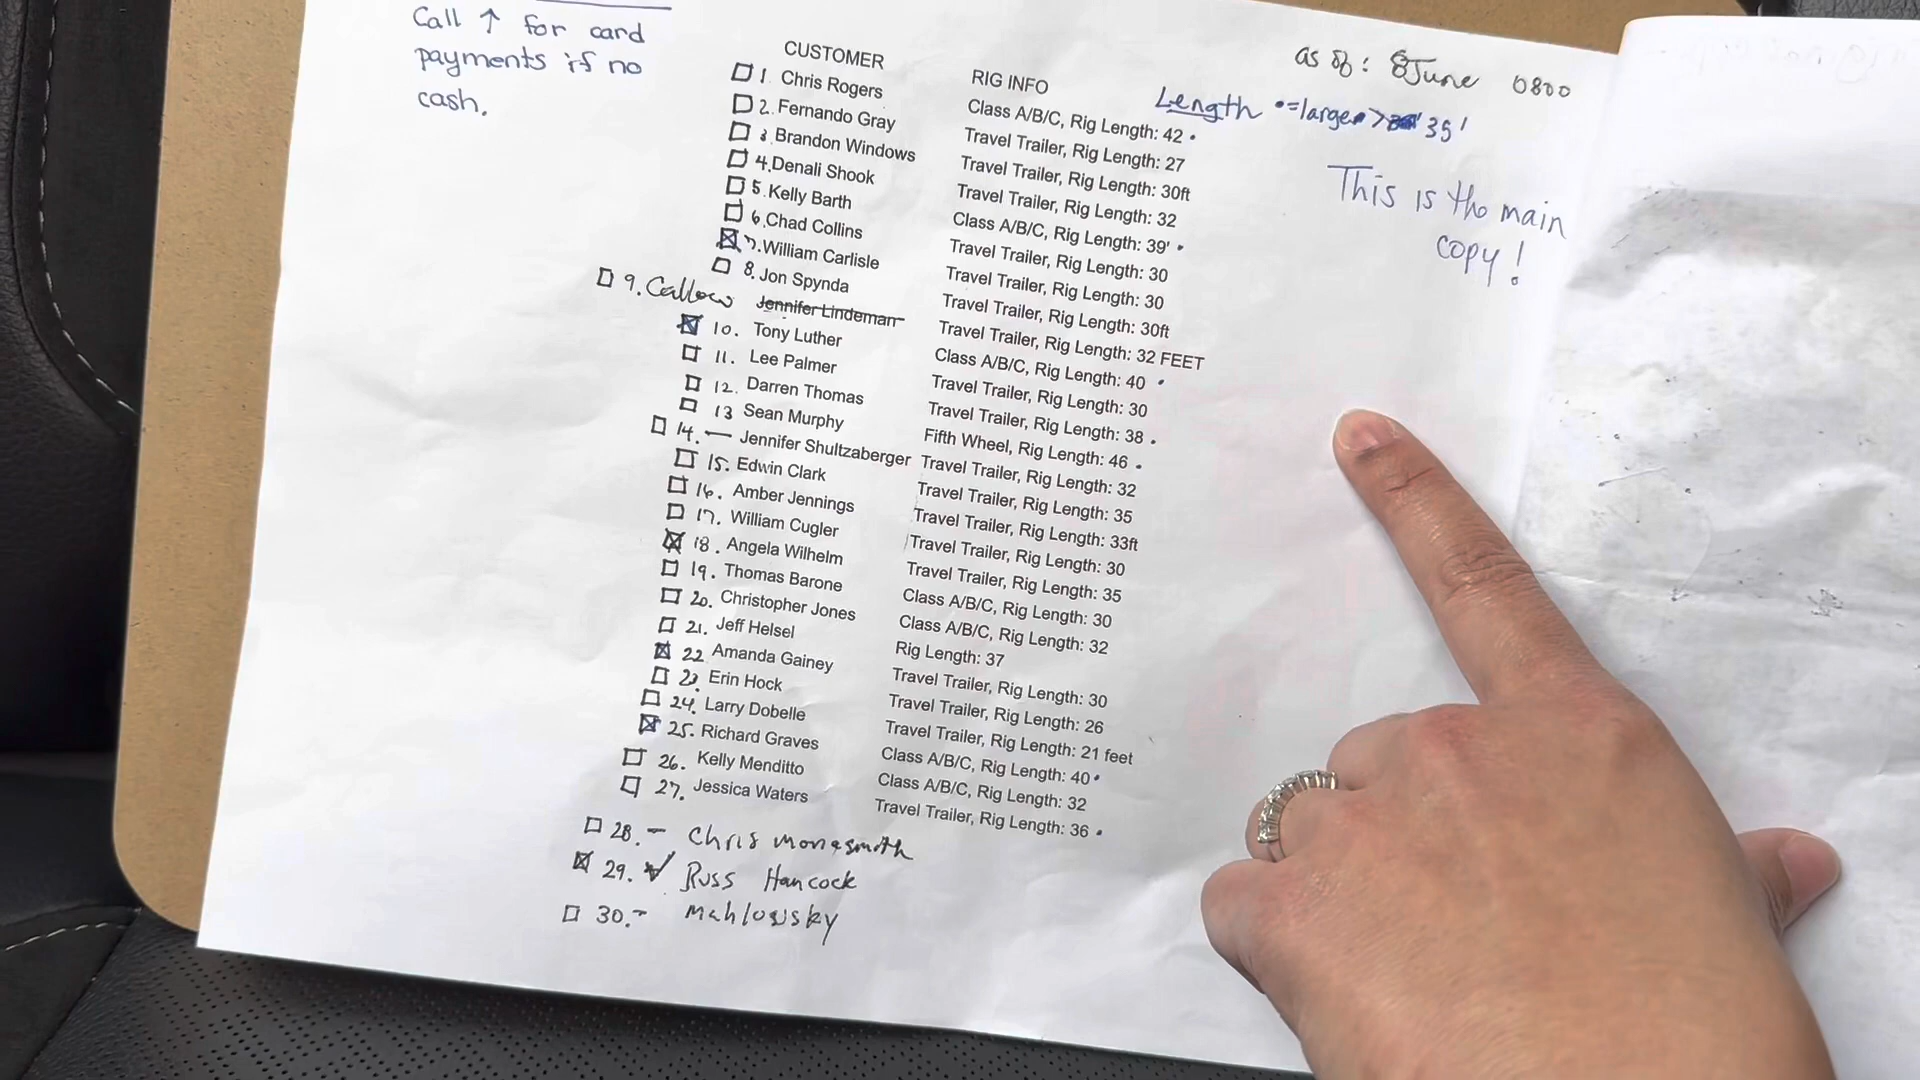 Call ↑ for card
payments if no
cash.
as of: 8 June 0800
Length •=large > 35'
This is the main
copy!
CUSTOMER RIG INFO
1. Chris Rogers Class A/B/C, Rig Length: 42 •
2. Fernando Gray Travel Trailer, Rig Length: 27
3. Brandon Windows Travel Trailer, Rig Length: 30ft
4. Denali Shook Travel Trailer, Rig Length: 32
5. Kelly Barth Class A/B/C, Rig Length: 39' •
6. Chad Collins Travel Trailer, Rig Length: 30
7. William Carlisle Travel Trailer, Rig Length: 30
8. Jon Spynda Travel Trailer, Rig Length: 30ft
9. Callow Jennifer Lindeman Travel Trailer, Rig Length: 32 FEET
10. Tony Luther Class A/B/C, Rig Length: 40 •
11. Lee Palmer Travel Trailer, Rig Length: 30
12. Darren Thomas Travel Trailer, Rig Length: 38 •
13 Sean Murphy Fifth Wheel, Rig Length: 46 •
14. — Jennifer Shultzaberger Travel Trailer, Rig Length: 32
15. Edwin Clark Travel Trailer, Rig Length: 35
16. Amber Jennings Travel Trailer, Rig Length: 33ft
17. William Cugler Travel Trailer, Rig Length: 30
18. Angela Wilhelm Travel Trailer, Rig Length: 35
19. Thomas Barone Class A/B/C, Rig Length: 30
20. Christopher Jones Class A/B/C, Rig Length: 32
21. Jeff Helsel Rig Length: 37
22 Amanda Gainey Travel Trailer, Rig Length: 30
23. Erin Hock Travel Trailer, Rig Length: 26
24. Larry Dobelle Travel Trailer, Rig Length: 21 feet
25. Richard Graves Class A/B/C, Rig Length: 40 •
26. Kelly Menditto Class A/B/C, Rig Length: 32
27. Jessica Waters Travel Trailer, Rig Length: 36 •
28. - Chris Monasmith
29. ✓ Russ Hancock
30. - Mahlowsky